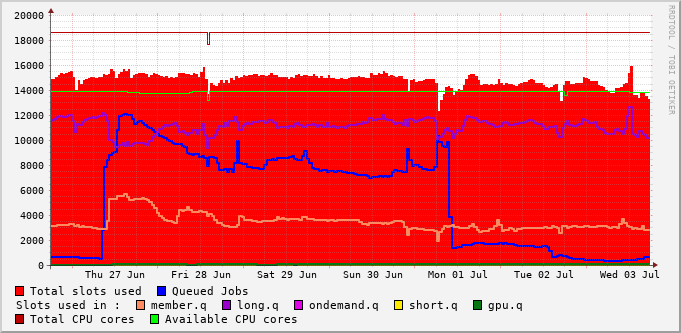 RRDTOOL / TOBI OETIKER
20000
18000
16000
14000
12000
10000
8000
6000
4000
2000
0
Thu 27 Jun Fri 28 Jun Sat 29 Jun Sun 30 Jun Mon 01 Jul Tue 02 Jul Wed 03 Jul
Total slots used Queued Jobs
Slots used in : member.q long.q ondemand.q short.q gpu.q
Total CPU cores Available CPU cores